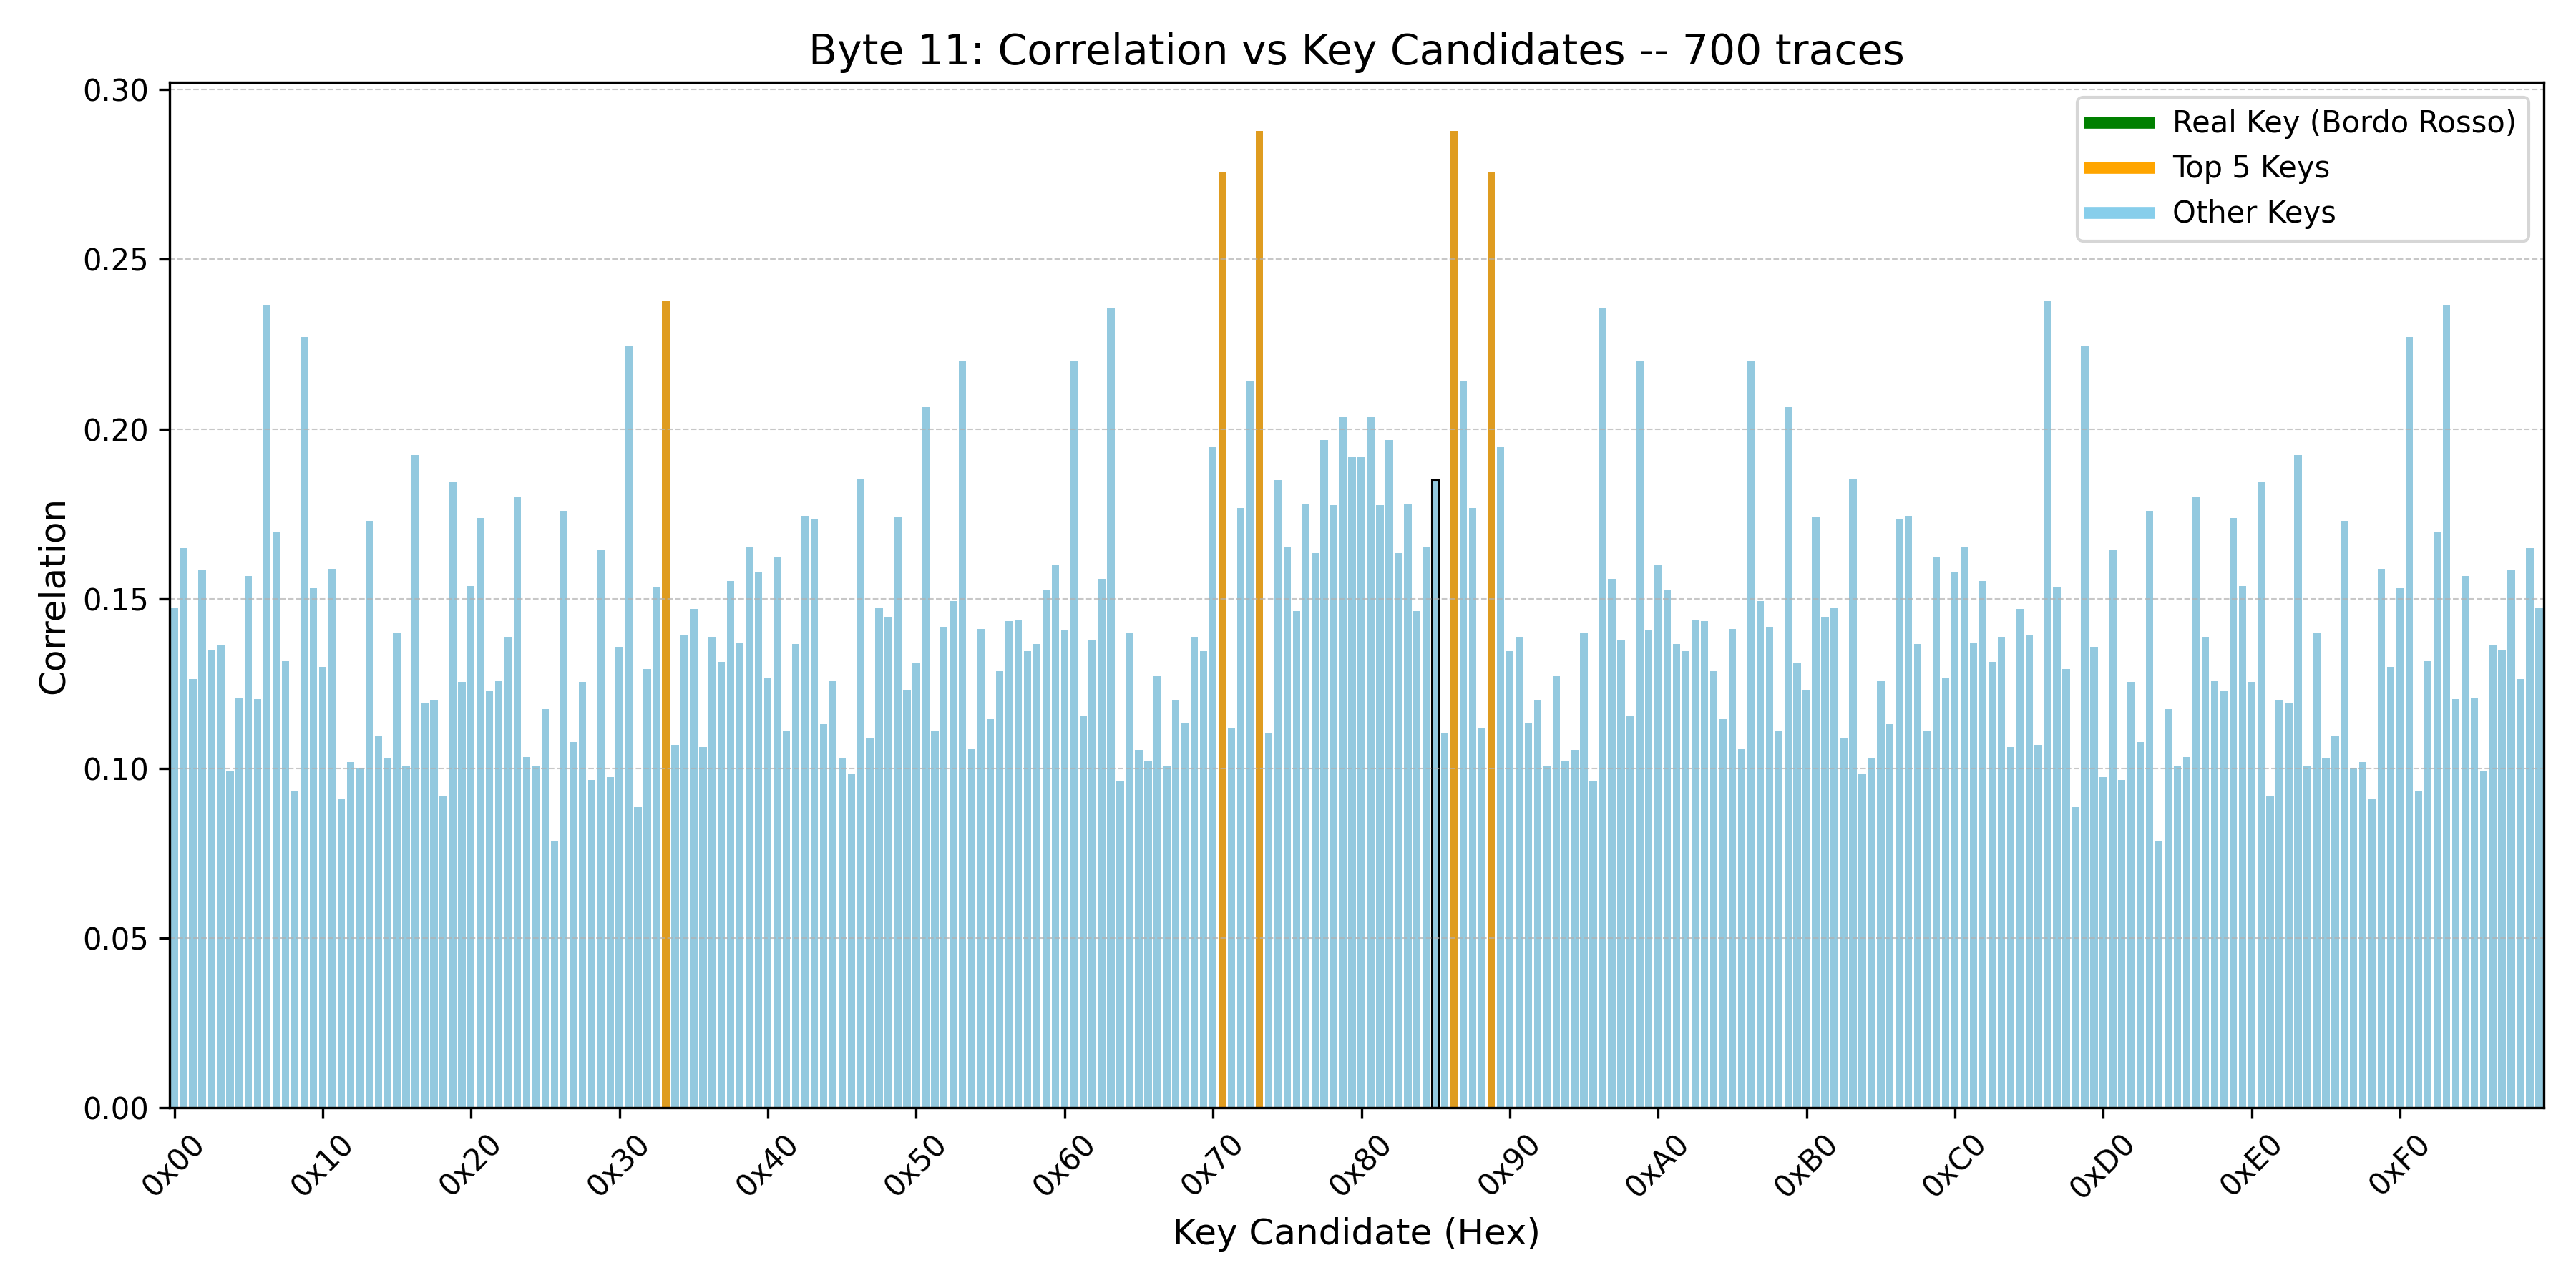 Byte 11: Correlation vs Key Candidates -- 700 traces
Real Key (Bordo Rosso)
Top 5 Keys
Other Keys
Correlation
0.30
0.25
0.20
0.15
0.10
0.05
0.00
0x00 0x10 0x20 0x30 0x40 0x50 0x60 0x70 0x80 0x90 0xA0 0xB0 0xC0 0xD0 0xE0 0xF0
Key Candidate (Hex)